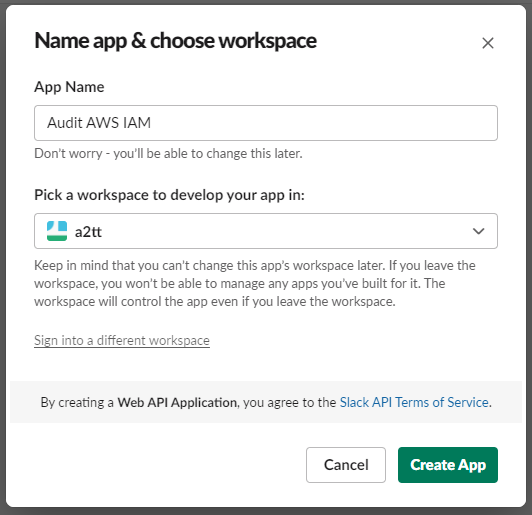 Name app & choose workspace
App Name
Audit AWS IAM
Don't worry - you'll be able to change this later.
Pick a workspace to develop your app in:
a2tt
Keep in mind that you can't change this app's workspace later. If you leave the
workspace, you won't be able to manage any apps you've built for it. The
workspace will control the app even if you leave the workspace.
Sign into a different workspace
By creating a Web API Application, you agree to the Slack API Terms of Service.
Cancel
Create App